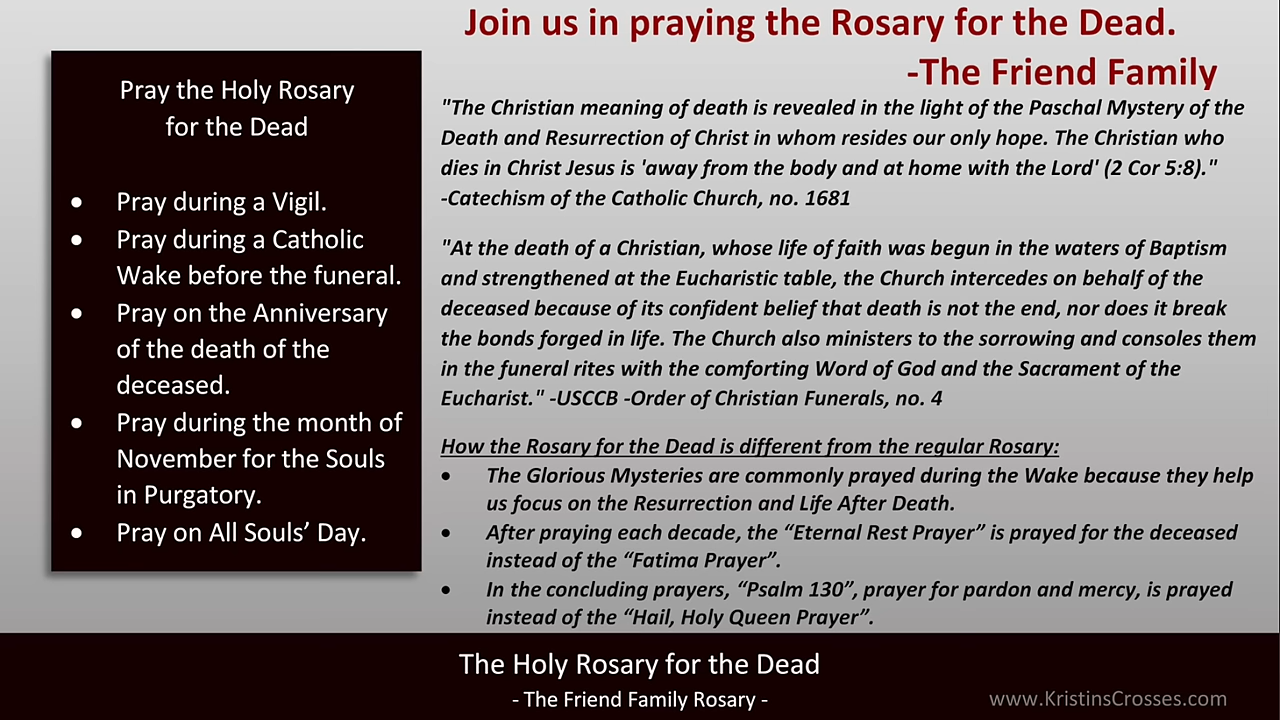 Join us in praying the Rosary for the Dead.
-The Friend Family
Pray the Holy Rosary
for the Dead
• Pray during a Vigil.
• Pray during a Catholic
Wake before the funeral.
• Pray on the Anniversary
of the death of the
deceased.
• Pray during the month of
November for the Souls
in Purgatory.
• Pray on All Souls’ Day.
"The Christian meaning of death is revealed in the light of the Paschal Mystery of the
Death and Resurrection of Christ in whom resides our only hope. The Christian who
dies in Christ Jesus is 'away from the body and at home with the Lord' (2 Cor 5:8)."
-Catechism of the Catholic Church, no. 1681
"At the death of a Christian, whose life of faith was begun in the waters of Baptism
and strengthened at the Eucharistic table, the Church intercedes on behalf of the
deceased because of its confident belief that death is not the end, nor does it break
the bonds forged in life. The Church also ministers to the sorrowing and consoles them
in the funeral rites with the comforting Word of God and the Sacrament of the
Eucharist." -USCCB -Order of Christian Funerals, no. 4
How the Rosary for the Dead is different from the regular Rosary:
• The Glorious Mysteries are commonly prayed during the Wake because they help
us focus on the Resurrection and Life After Death.
• After praying each decade, the “Eternal Rest Prayer” is prayed for the deceased
instead of the “Fatima Prayer”.
• In the concluding prayers, “Psalm 130”, prayer for pardon and mercy, is prayed
instead of the “Hail, Holy Queen Prayer”.
The Holy Rosary for the Dead
- The Friend Family Rosary -
www.KristinsCrosses.com